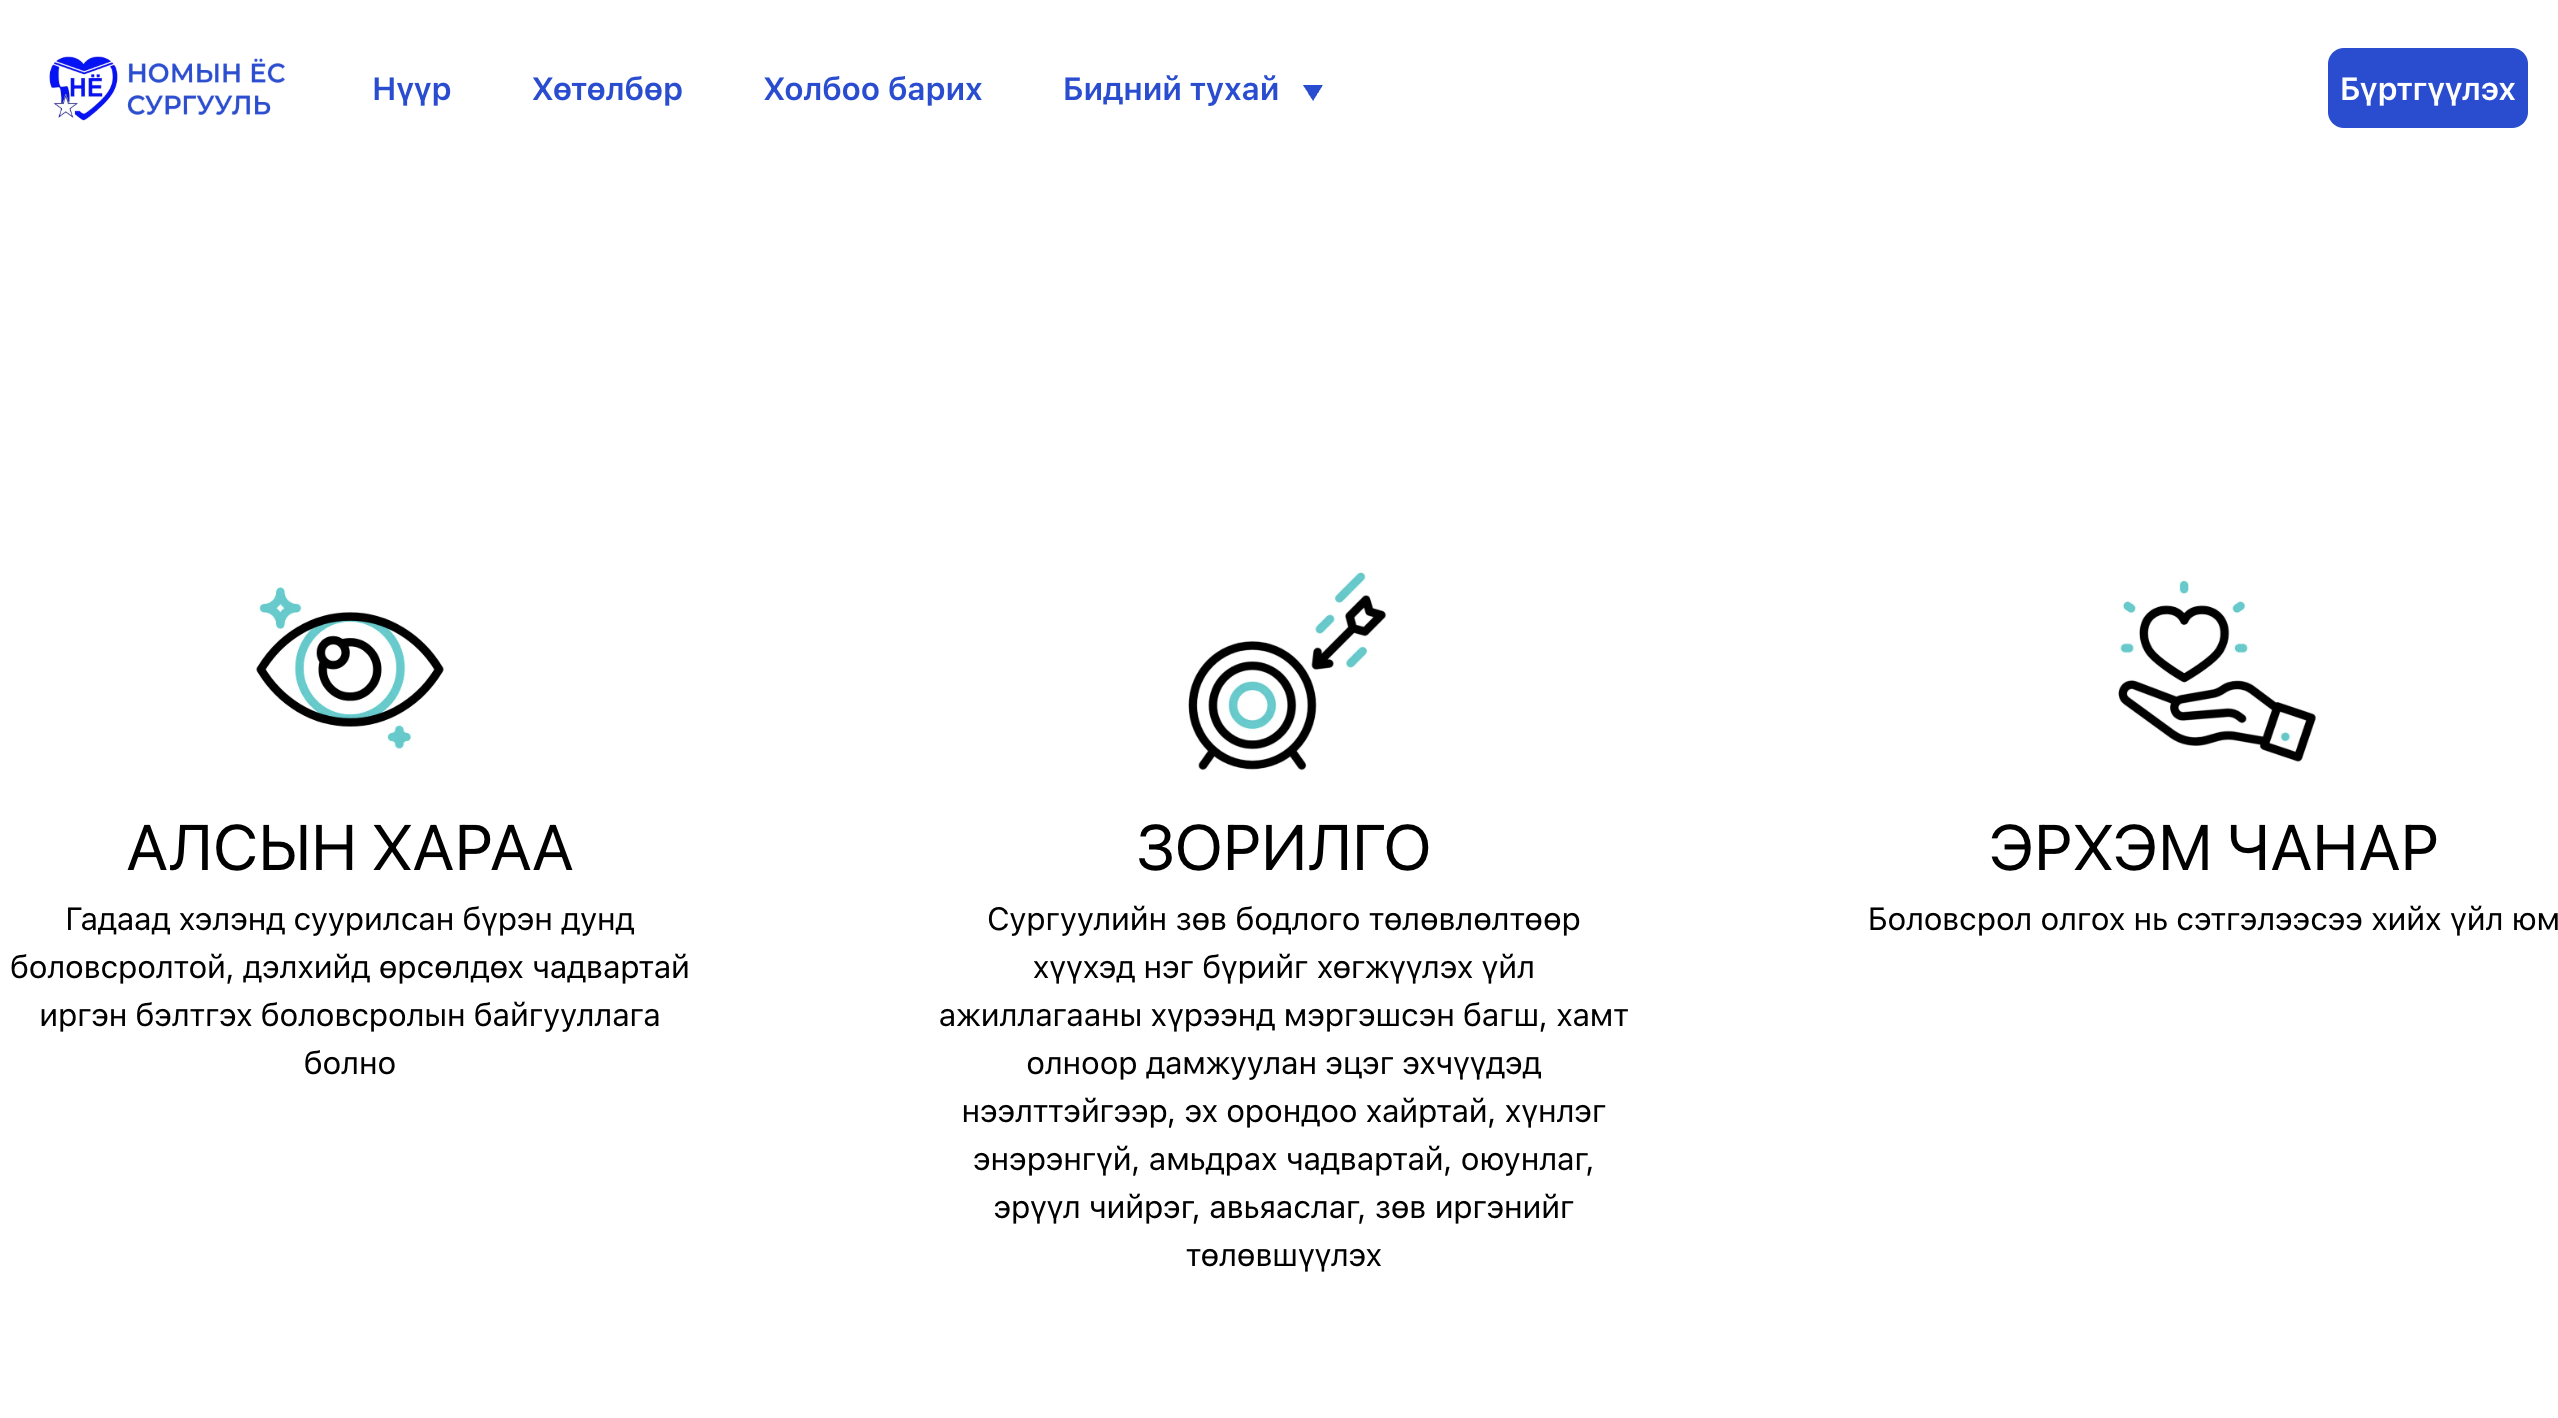 НЁ
НОМЫН ЁС
СУРГУУЛЬ
Нүүр
Хөтөлбөр
Холбоо барих
Бидний тухай
Бүртгүүлэх
АЛСЫН ХАРАА
Гадаад хэлэнд суурилсан бүрэн дунд
боловсролтой, дэлхийд өрсөлдөх чадвартай
иргэн бэлтгэх боловсролын байгууллага
болно
ЗОРИЛГО
Сургуулийн зөв бодлого төлөвлөлтөөр
хүүхэд нэг бүрийг хөгжүүлэх үйл
ажиллагааны хүрээнд мэргэшсэн багш, хамт
олноор дамжуулан эцэг эхчүүдэд
нээлттэйгээр, эх орондоо хайртай, хүнлэг
энэрэнгүй, амьдрах чадвартай, оюунлаг,
эрүүл чийрэг, авьяаслаг, зөв иргэнийг
төлөвшүүлэх
ЭРХЭМ ЧАНАР
Боловсрол олгох нь сэтгэлээсээ хийх үйл юм